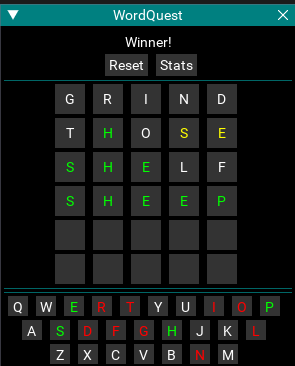 WordQuest
Winner!
Reset Stats
G R I N D
T H O S E
S H E L F
S H E E P
Q W E R T Y U I O P
A S D F G H J K L
Z X C V B N M